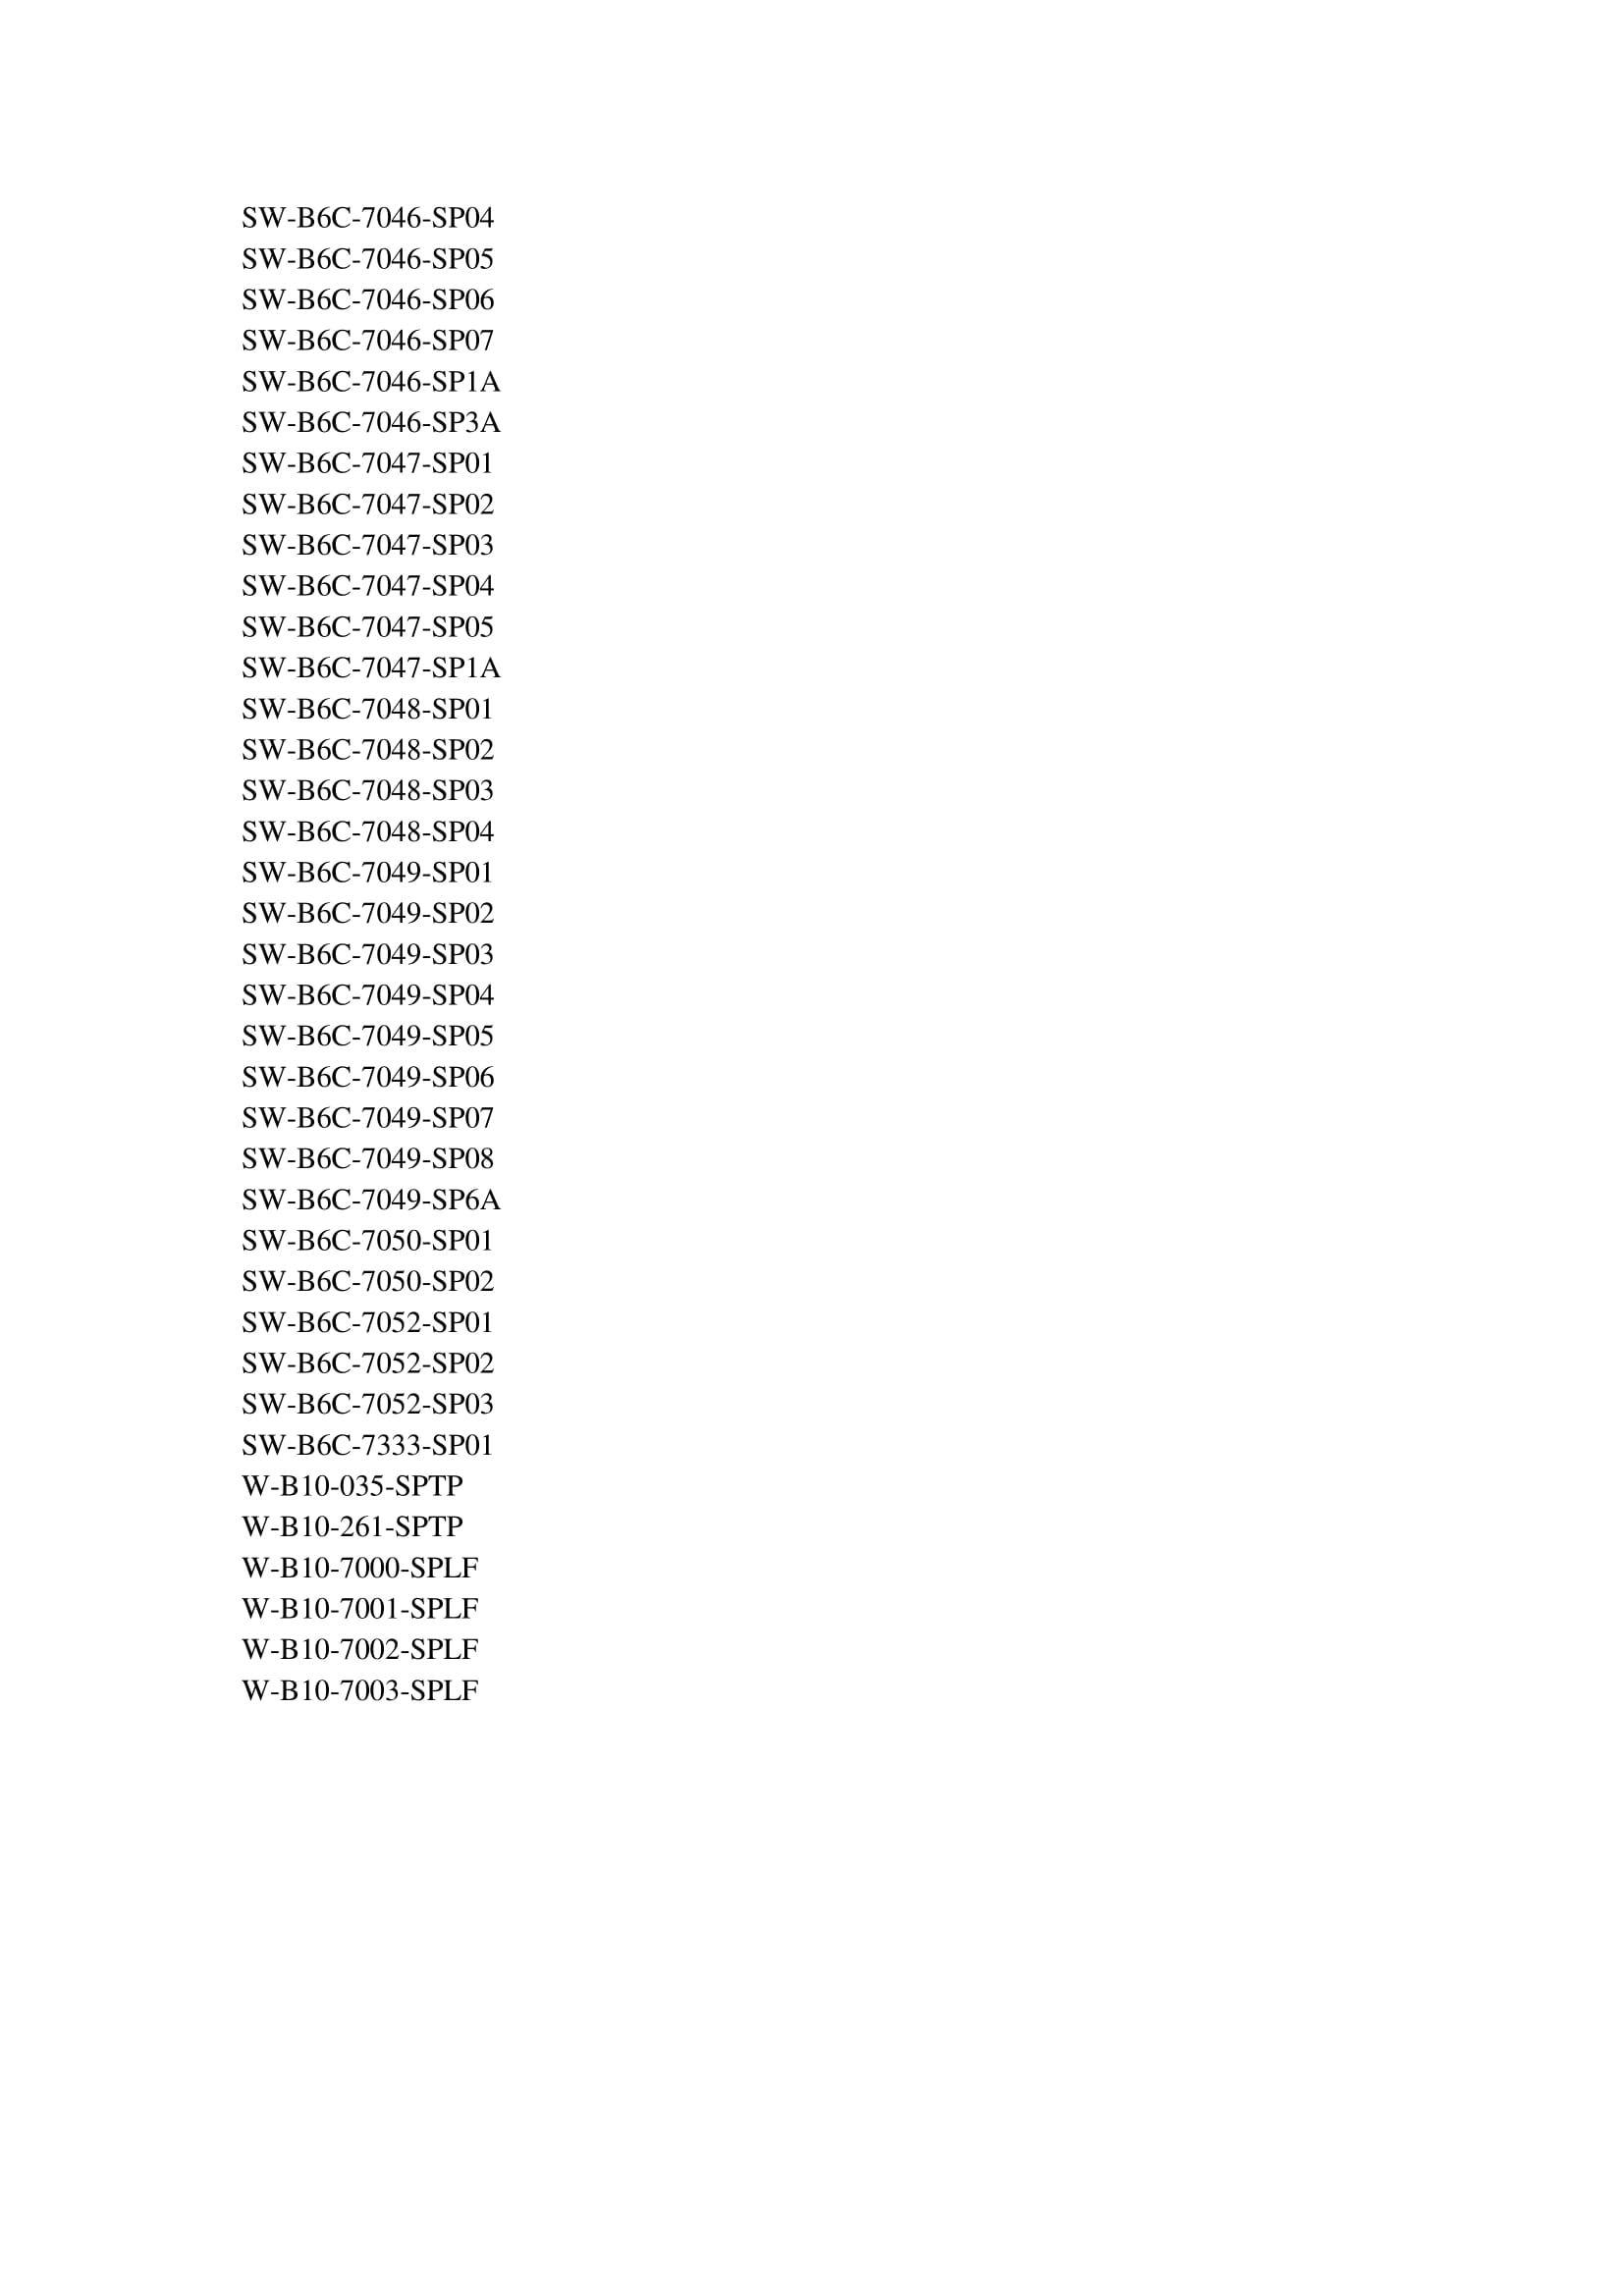 SW-B6C-7046-SP04
SW-B6C-7046-SP05
SW-B6C-7046-SP06
SW-B6C-7046-SP07
SW-B6C-7046-SP1A
SW-B6C-7046-SP3A
SW-B6C-7047-SP01
SW-B6C-7047-SP02
SW-B6C-7047-SP03
SW-B6C-7047-SP04
SW-B6C-7047-SP05
SW-B6C-7047-SP1A
SW-B6C-7048-SP01
SW-B6C-7048-SP02
SW-B6C-7048-SP03
SW-B6C-7048-SP04
SW-B6C-7049-SP01
SW-B6C-7049-SP02
SW-B6C-7049-SP03
SW-B6C-7049-SP04
SW-B6C-7049-SP05
SW-B6C-7049-SP06
SW-B6C-7049-SP07
SW-B6C-7049-SP08
SW-B6C-7049-SP6A
SW-B6C-7050-SP01
SW-B6C-7050-SP02
SW-B6C-7052-SP01
SW-B6C-7052-SP02
SW-B6C-7052-SP03
SW-B6C-7333-SP01
W-B10-035-SPTP
W-B10-261-SPTP
W-B10-7000-SPLF
W-B10-7001-SPLF
W-B10-7002-SPLF
W-B10-7003-SPLF